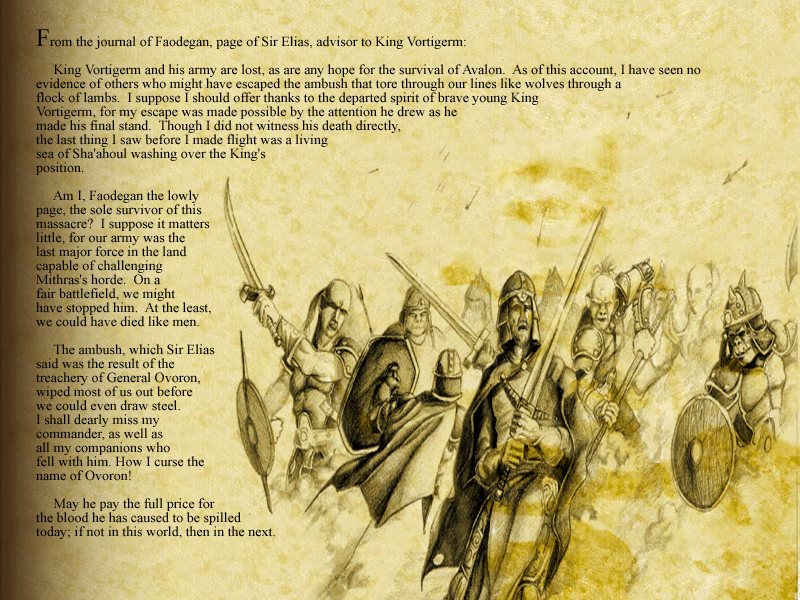 From the journal of Faodegan, page of Sir Elias, advisor to King Vortigerm:
King Vortigerm and his army are lost, as are any hope for the survival of Avalon. As of this account, I have seen no
evidence of others who might have escaped the ambush that tore through our lines like wolves through a
flock of lambs. I suppose I should offer thanks to the departed spirit of brave young King
Vortigerm, for my escape was made possible by the attention he drew as he
made his final stand. Though I did not witness his death directly,
the last thing I saw before I made flight was a living
sea of Sha'ahoul washing over the King's
position.
Am I, Faodegan the lowly
page, the sole survivor of this
massacre? I suppose it matters
little, for our army was the
last major force in the land
capable of challenging
Mithras's horde. On a
fair battlefield, we might
have stopped him. At the least,
we could have died like men.
The ambush, which Sir Elias
said was the result of the
treachery of General Ovoron,
wiped most of us out before
we could even draw steel.
I shall dearly miss my
commander, as well as
all my companions who
fell with him. How I curse the
name of Ovoron!
May he pay the full price for
the blood he has caused to be spilled
today; if not in this world, then in the next.